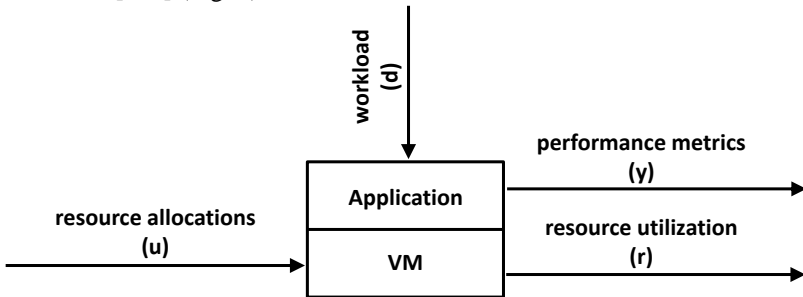 workload
(d)
performance metrics
(y)
Application
resource allocations
(u)
resource utilization
(r)
VM